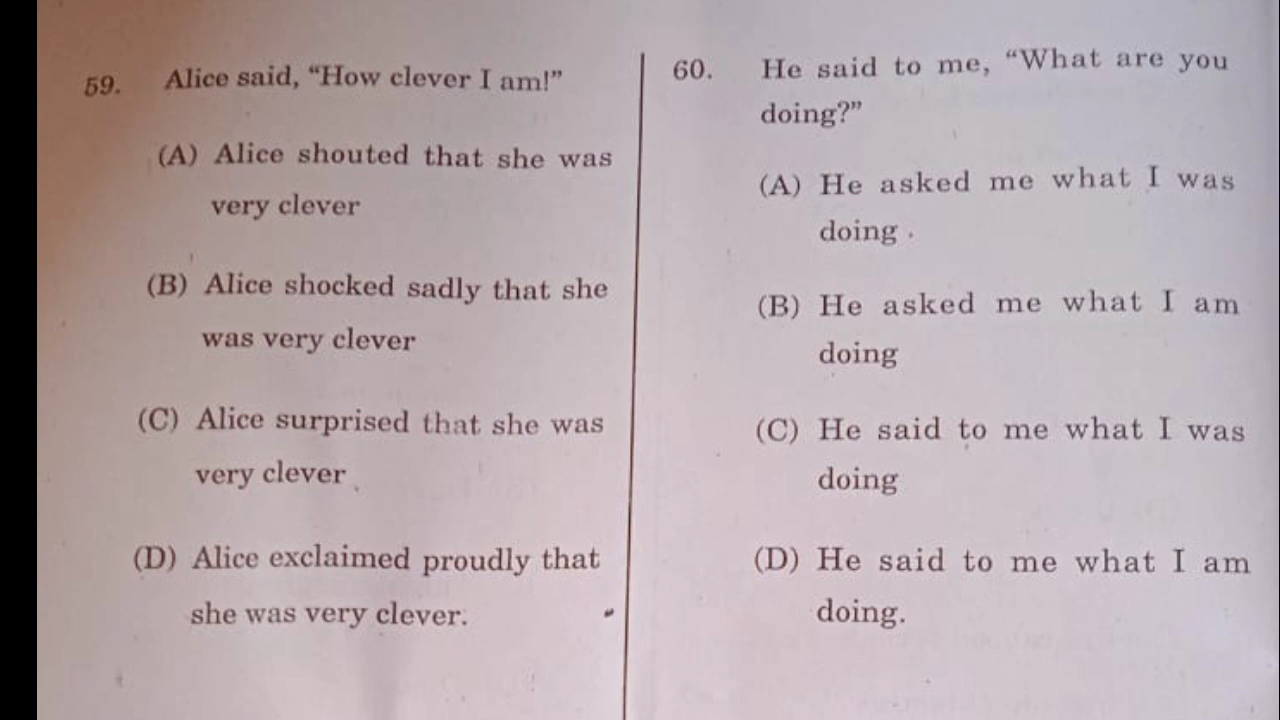 59. Alice said, “How clever I am!”
(A) Alice shouted that she was
very clever
(B) Alice shocked sadly that she
was very clever
(C) Alice surprised that she was
very clever
(D) Alice exclaimed proudly that
she was very clever.
60. He said to me, “What are you
doing?”
(A) He asked me what I was
doing .
(B) He asked me what I am
doing
(C) He said to me what I was
doing
(D) He said to me what I am
doing.